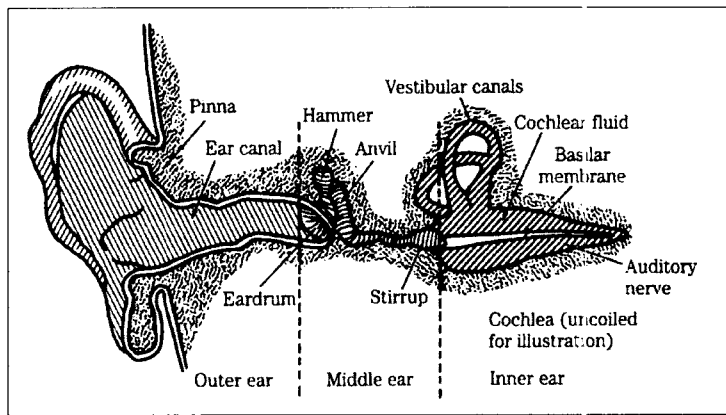 Pinna
Ear canal
Hammer
Anvil
Eardrum
Stirrup
Vestibular canals
Cochlear fluid
Basilar
membrane
Auditory
nerve
Cochlea (uncoiled
for illustration)
Outer ear
Middle ear
Inner ear